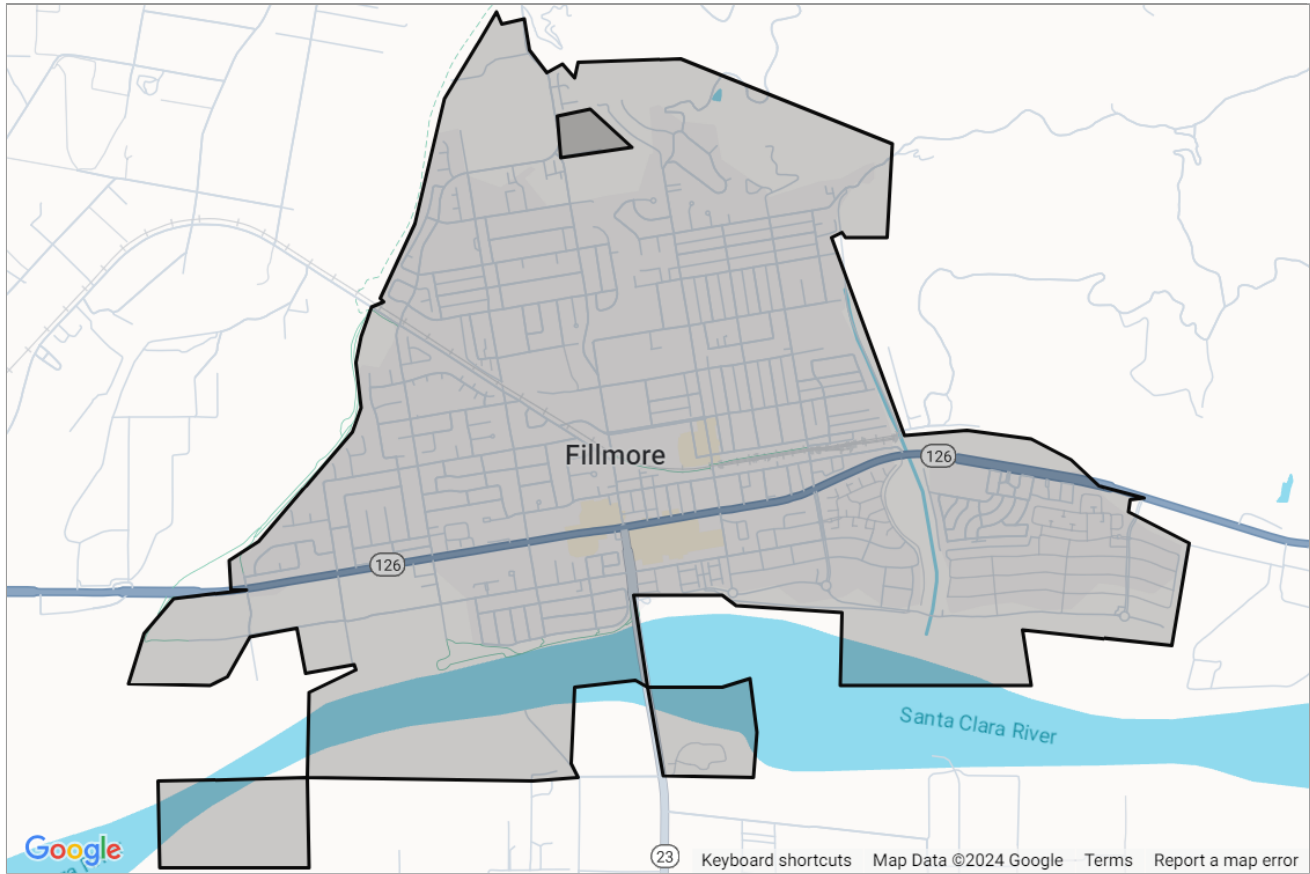 Fillmore
126
126
Santa Clara River
Google
23
Keyboard shortcuts
Map Data ©2024 Google
Terms
Report a map error